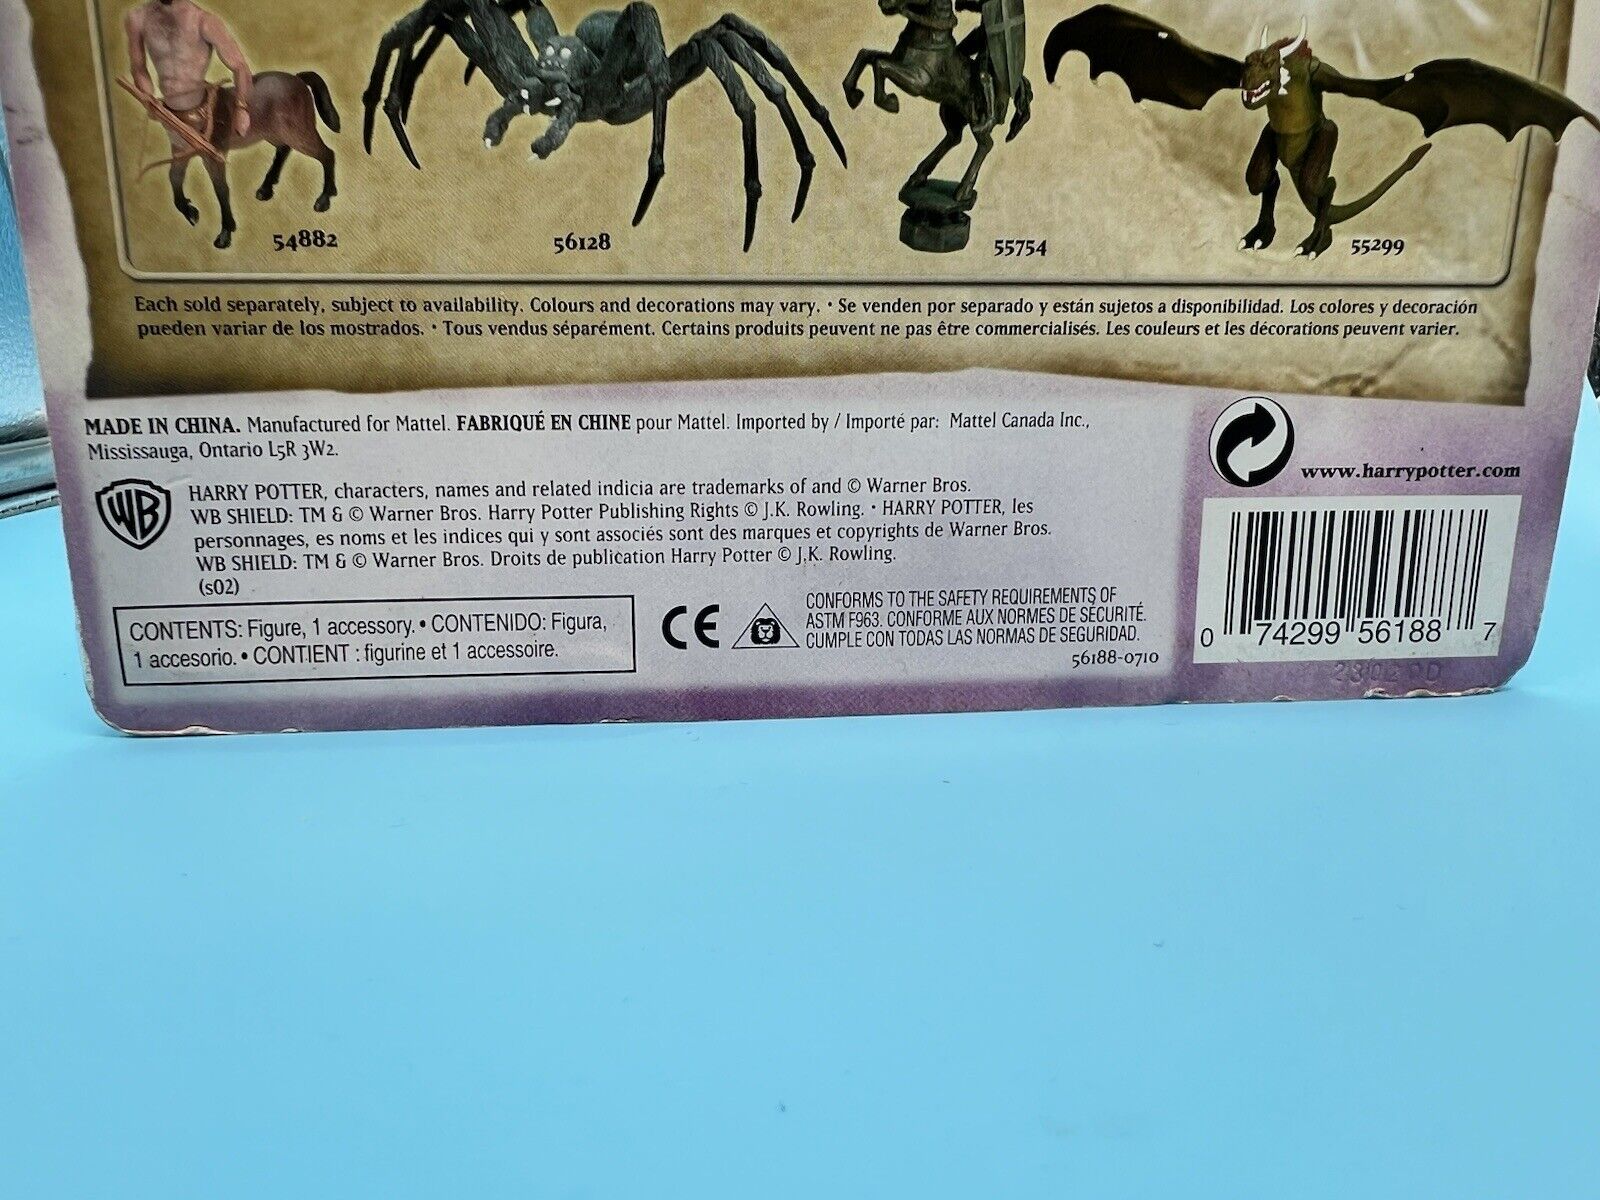 54882
56128
55754
55299
Each sold separately, subject to availability. Colours and decorations may vary. • Se venden por separado y están sujetos a disponibilidad. Los colores y decoración
pueden variar de los mostrados. • Tous vendus séparément. Certains produits peuvent ne pas être commercialisés. Les couleurs et les décorations peuvent varier.
MADE IN CHINA. Manufactured for Mattel. FABRIQUÉ EN CHINE pour Mattel. Imported by / Importé par: Mattel Canada Inc.,
Mississauga, Ontario L5R 3W2.
www.harrypotter.com
WB
HARRY POTTER, characters, names and related indicia are trademarks of and © Warner Bros.
WB SHIELD: TM & © Warner Bros. Harry Potter Publishing Rights © J.K. Rowling. • HARRY POTTER, les
personnages, es noms et les indices qui y sont associés sont des marques et copyrights de Warner Bros.
WB SHIELD: TM & © Warner Bros. Droits de publication Harry Potter © J.K. Rowling.
(s02)
CONTENTS: Figure, 1 accessory. • CONTENIDO: Figura,
1 accesorio. • CONTIENT : figurine et 1 accessoire.
CE
CONFORMS TO THE SAFETY REQUIREMENTS OF
ASTM F963. CONFORME AUX NORMES DE SÉCURITÉ.
CUMPLE CON TODAS LAS NORMAS DE SEGURIDAD.
56188-0710
0 74299 56188 7